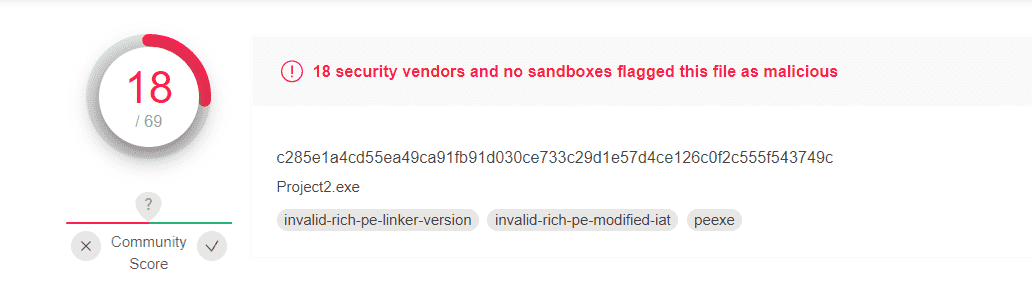 18
/ 69
?
Community
Score
18 security vendors and no sandboxes flagged this file as malicious
c285e1a4cd55ea49ca91fb91d030ce733c29d1e57d4ce126c0f2c555f543749c
Project2.exe
invalid-rich-pe-linker-version invalid-rich-pe-modified-iat peexe